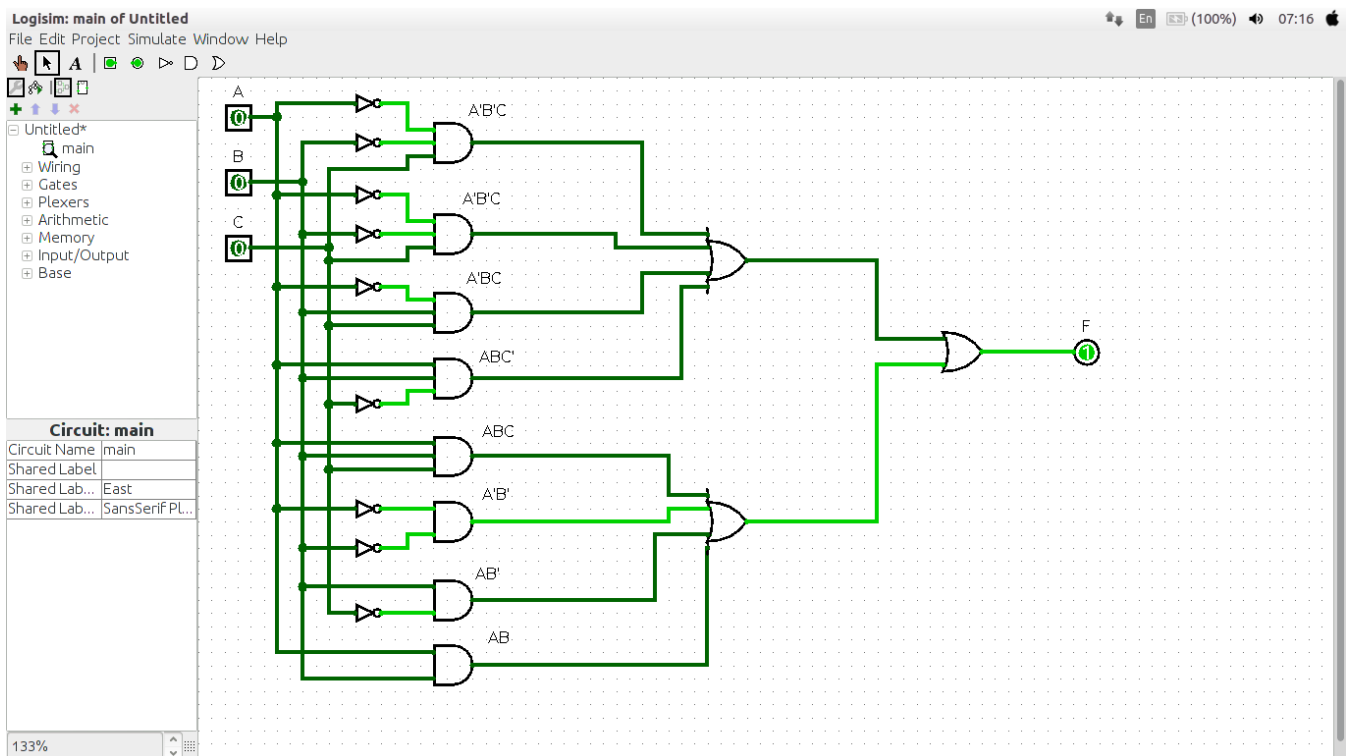 Logisim: main of Untitled
En (100%) 07:16
File Edit Project Simulate Window Help
A
Untitled*
main
Wiring
Gates
Plexers
Arithmetic
Memory
Input/Output
Base
Circuit: main
Circuit Name main
Shared Label
Shared Lab... East
Shared Lab... SansSerif Pl...
133%
A
0
B
0
C
0
A'B'C
A'B'C
A'BC
ABC'
ABC
A'B'
AB'
AB
F
1